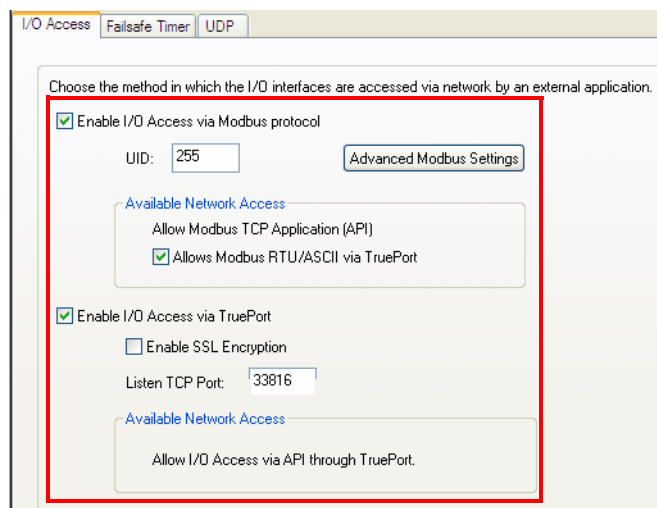 I/O Access Failsafe Timer UDP
Choose the method in which the I/O interfaces are accessed via network by an external application.
Enable I/O Access via Modbus protocol
UID: 255 Advanced Modbus Settings
Available Network Access
Allow Modbus TCP Application (API)
Allows Modbus RTU/ASCII via TruePort
Enable I/O Access via TruePort
Enable SSL Encryption
Listen TCP Port: 33816
Available Network Access
Allow I/O Access via API through TruePort.